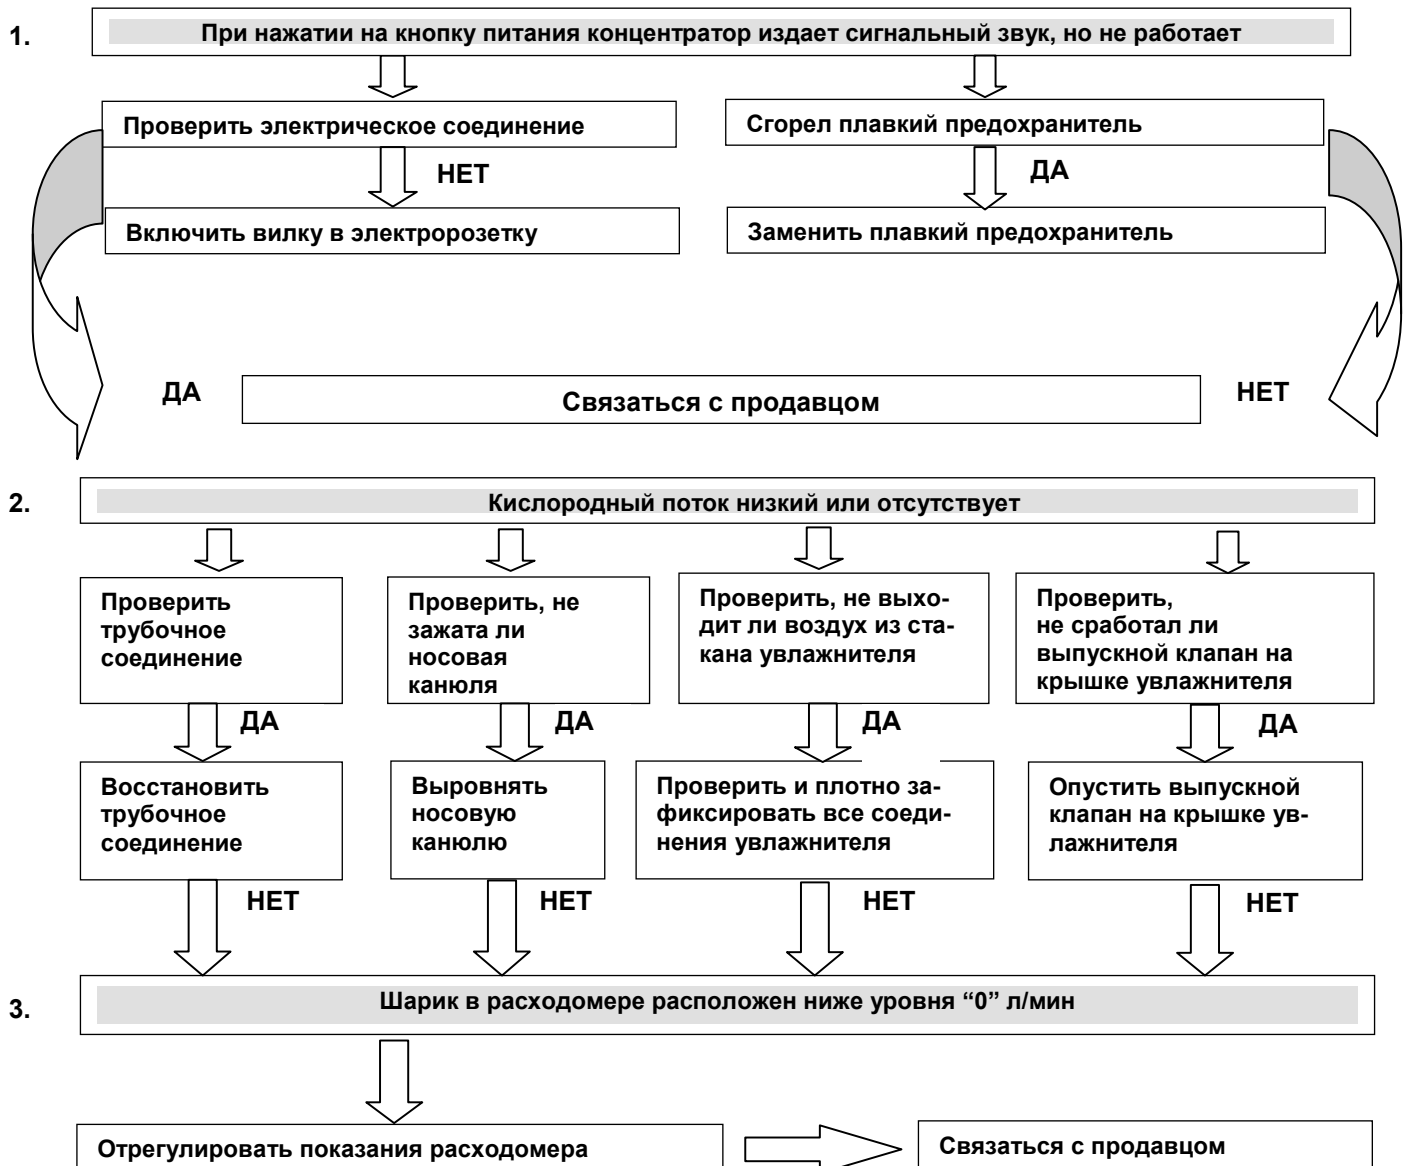 1.
При нажатии на кнопку питания концентратор издает сигнальный звук, но не работает
Проверить электрическое соединение
Сгорел плавкий предохранитель
НЕТ
ДА
Включить вилку в электророзетку
Заменить плавкий предохранитель
ДА
Связаться с продавцом
НЕТ
2.
Кислородный поток низкий или отсутствует
Проверить
трубочное
соединение
Проверить, не
зажата ли
носовая
канюля
Проверить, не выхо-
дит ли воздух из ста-
кана увлажнителя
Проверить,
не сработал ли
выпускной клапан на
крышке увлажнителя
ДА
ДА
ДА
ДА
Восстановить
трубочное
соединение
Выровнять
носовую
канюлю
Проверить и плотно за-
фиксировать все соеди-
нения увлажнителя
Опустить выпускной
клапан на крышке ув-
лажнителя
НЕТ
НЕТ
НЕТ
НЕТ
3.
Шарик в расходомере расположен ниже уровня “0” л/мин
Отрегулировать показания расходомера
Связаться с продавцом